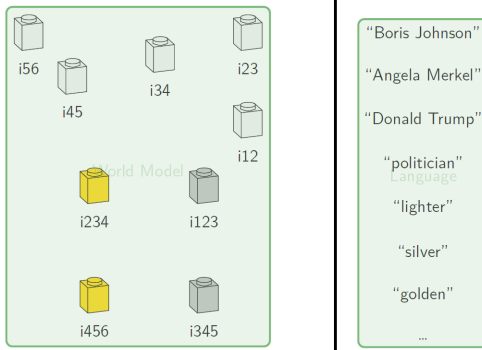 i56
i45
i34
i23
i12
World Model
i234
i123
i456
i345
“Boris Johnson”
“Angela Merkel”
“Donald Trump”
“politician”
Language
“lighter”
“silver”
“golden”
...